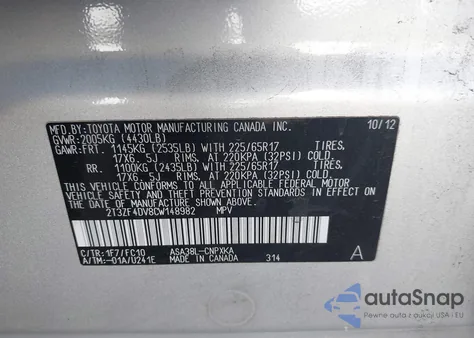 MFD.BY:TOYOTA MOTOR MANUFACTURING CANADA INC. 10/12
GVWR:2005KG (4430LB)
GAWR:FRT. 1145KG (2535LB) WITH 225/65R17 TIRES,
17X6.5J RIMS, AT 220KPA (32PSI) COLD.
RR. 1100KG (2435LB) WITH 225/65R17 TIRES,
17X6.5J RIMS, AT 220KPA (32PSI) COLD.
THIS VEHICLE CONFORMS TO ALL APPLICABLE FEDERAL MOTOR
VEHICLE SAFETY AND THEFT PREVENTION STANDARDS IN EFFECT ON
THE DATE OF MANUFACTURE SHOWN ABOVE.
2T3ZF4DV8CW148982 MPV
C/TR:1F7/FC10 ASA38L-CNPXKA
A/TM:-01A/U241E MADE IN CANADA 314 A
autoSnap
Pewne auta z USA i EU